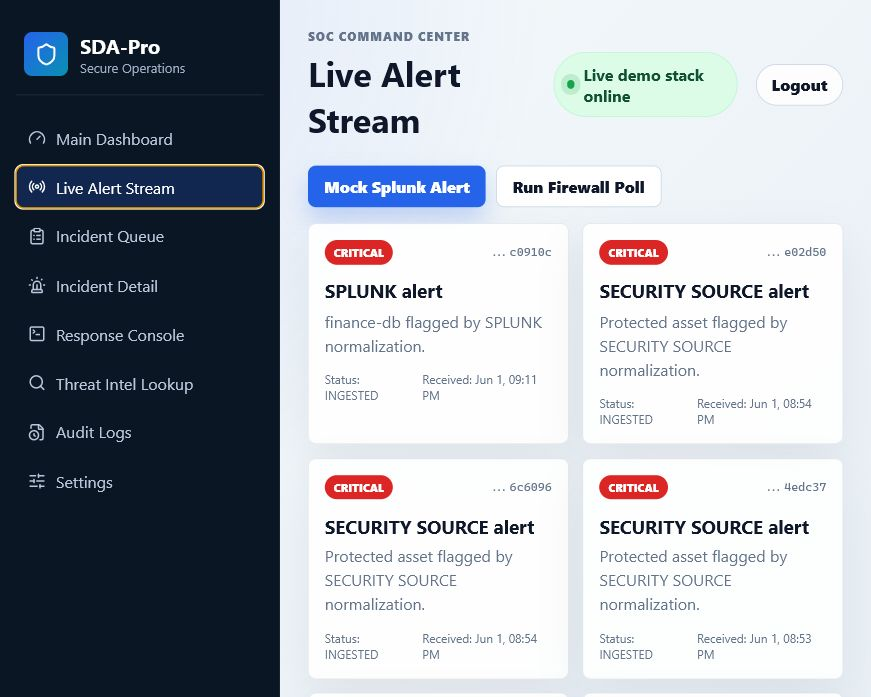 SDA-Pro
Secure Operations
Main Dashboard
Live Alert Stream
Incident Queue
Incident Detail
Response Console
Threat Intel Lookup
Audit Logs
Settings
SOC COMMAND CENTER
Live Alert
Stream
Live demo stack
online
Logout
Mock Splunk Alert
Run Firewall Poll
CRITICAL
...c0910c
SPLUNK alert
finance-db flagged by SPLUNK
normalization.
Status:
INGESTED
Received: Jun 1, 09:11
PM
CRITICAL
...e02d50
SECURITY SOURCE alert
Protected asset flagged by
SECURITY SOURCE
normalization.
Status:
INGESTED
Received: Jun 1, 08:54
PM
CRITICAL
...6c6096
SECURITY SOURCE alert
Protected asset flagged by
SECURITY SOURCE
normalization.
Status:
INGESTED
Received: Jun 1, 08:54
PM
CRITICAL
...4edc37
SECURITY SOURCE alert
Protected asset flagged by
SECURITY SOURCE
normalization.
Status:
INGESTED
Received: Jun 1, 08:53
PM